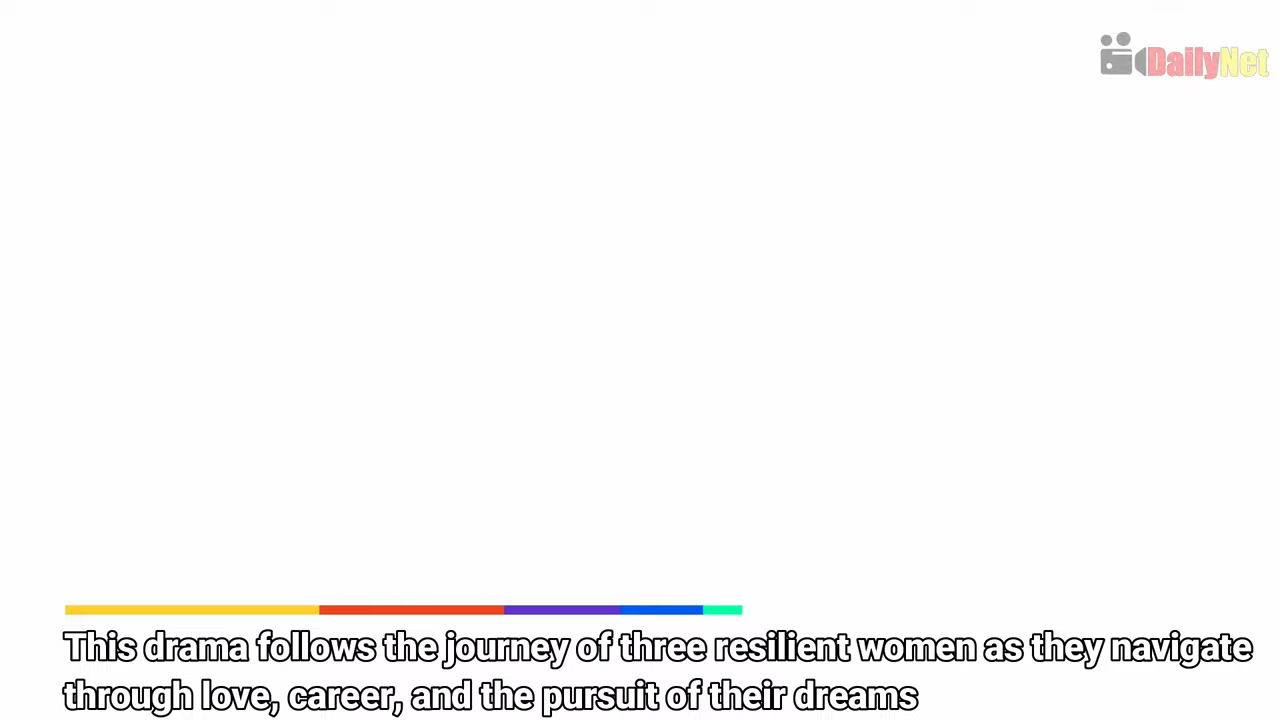 DailyNet
This drama follows the journey of three resilient women as they navigate
through love, career, and the pursuit of their dreams